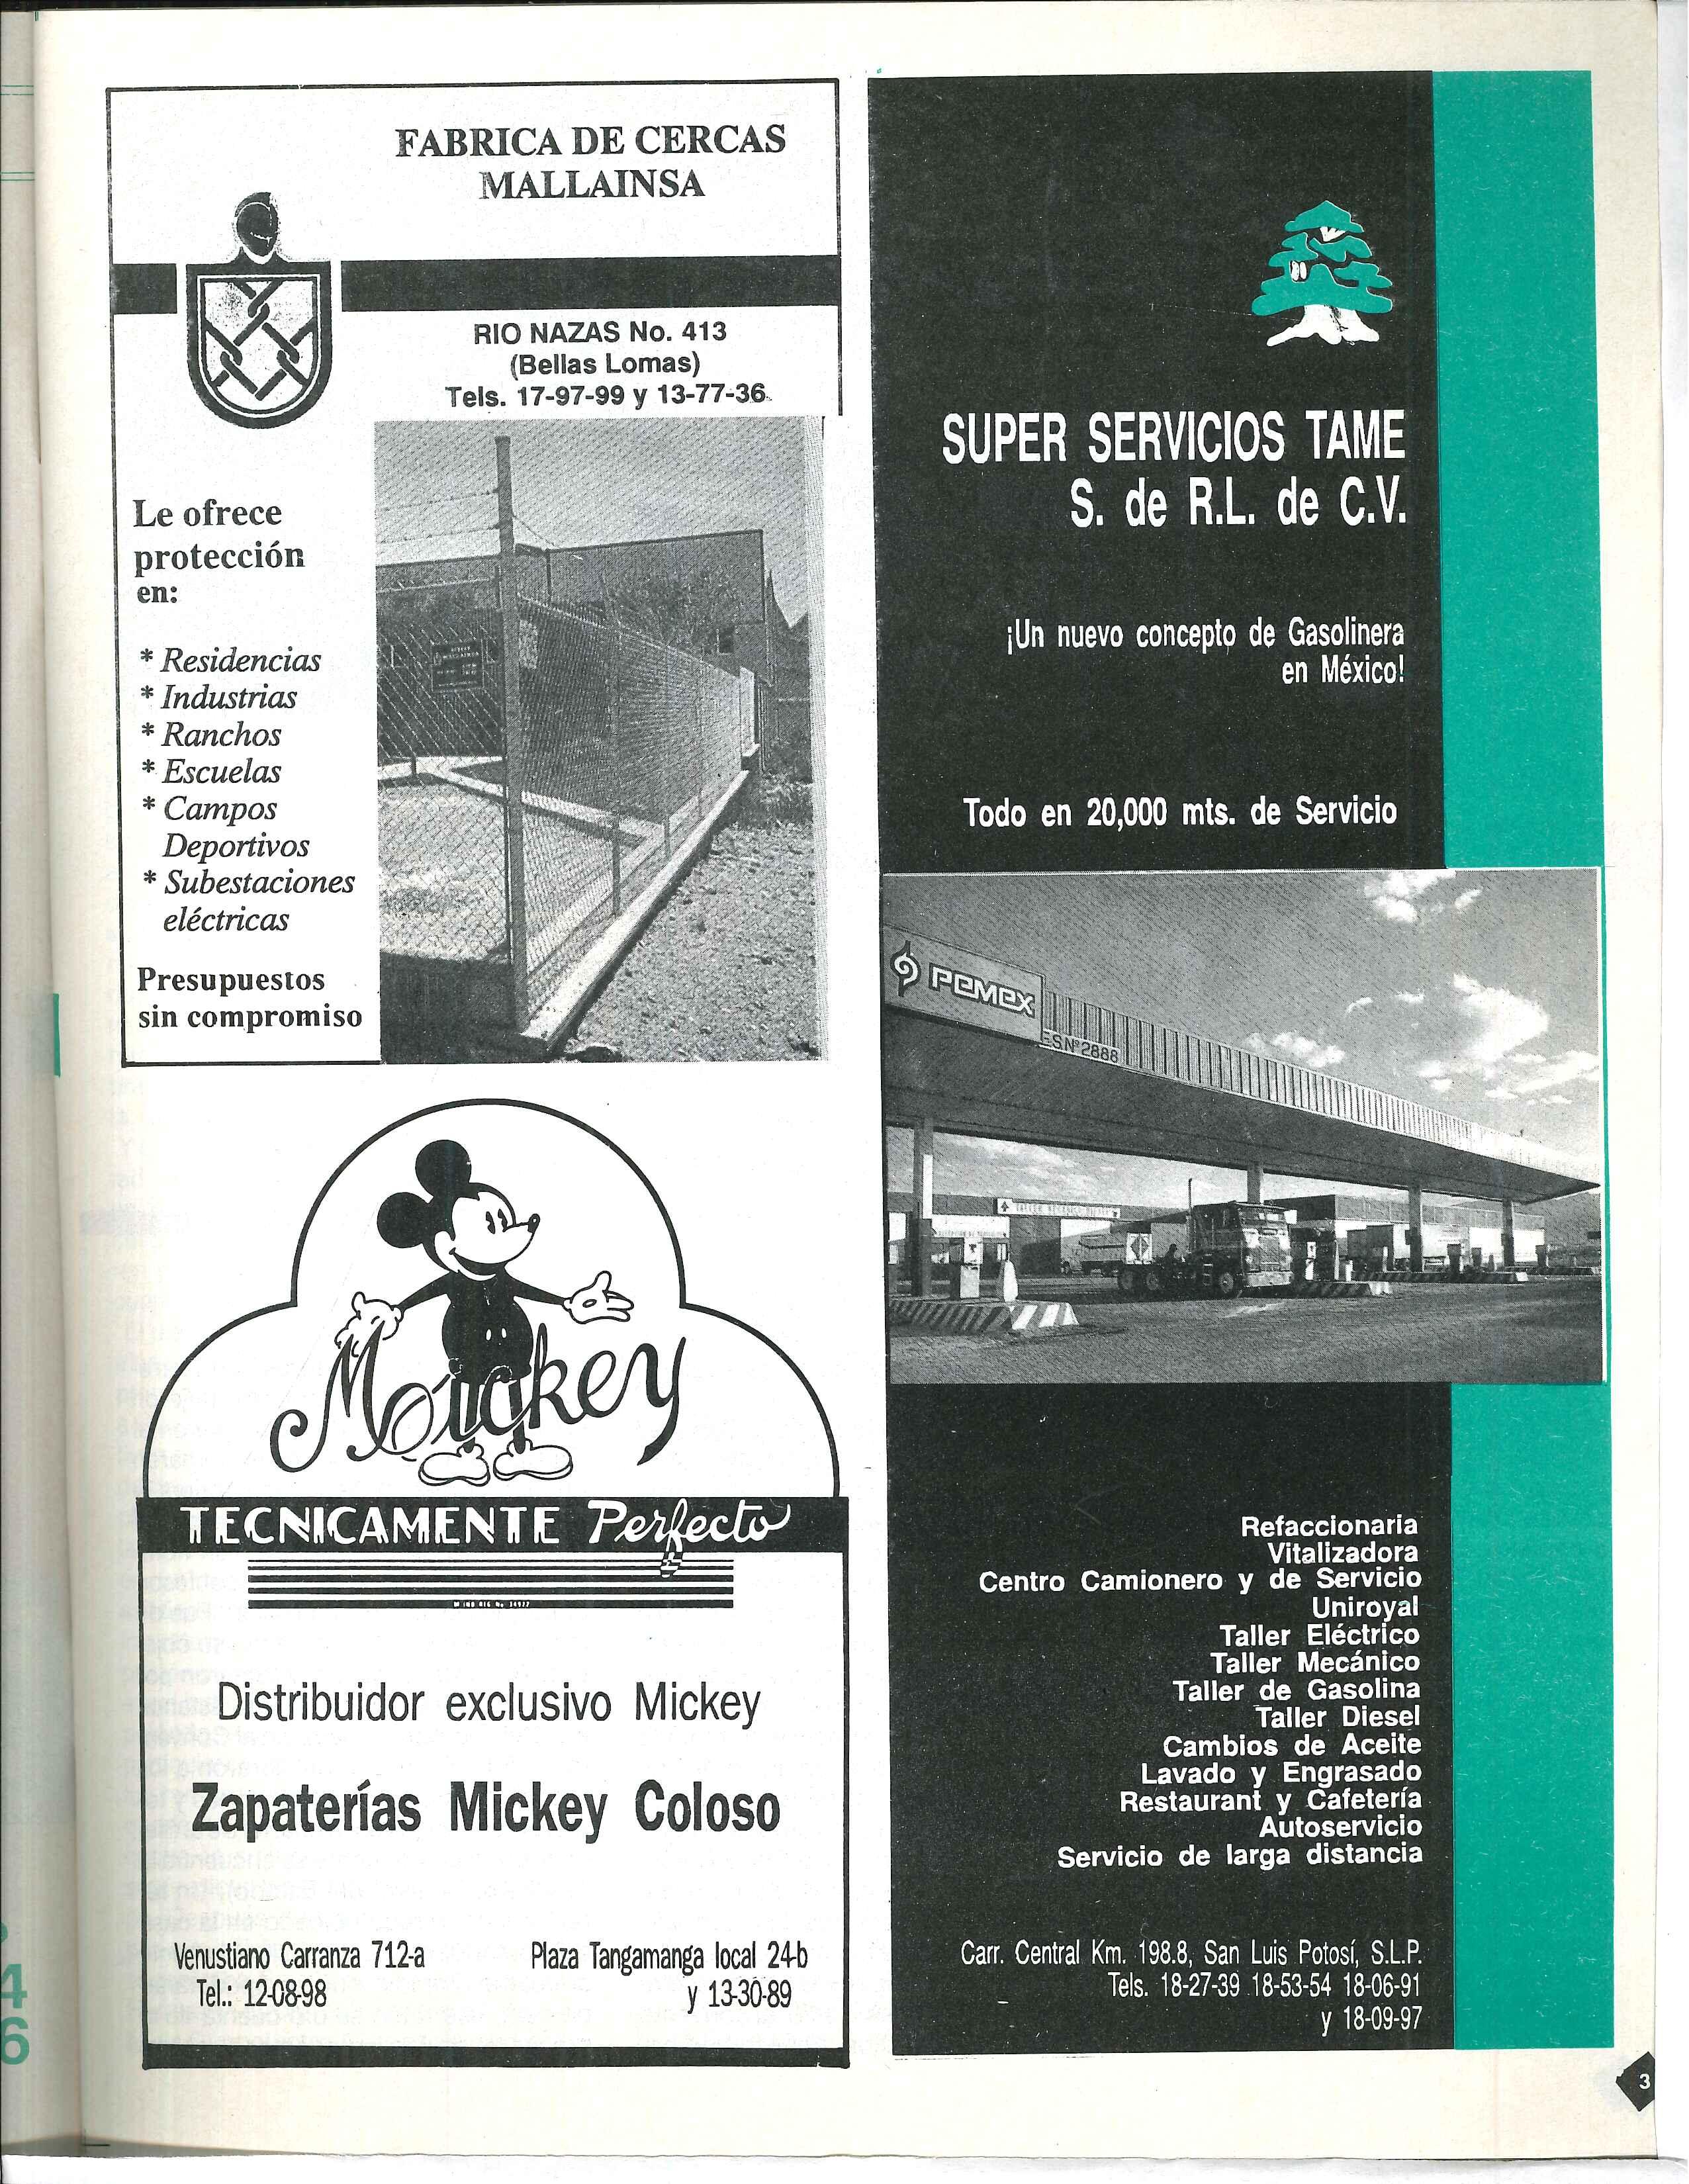 FABRICA DE CERCAS
MALLAINSA
RIO NAZAS No. 413
(Bellas Lomas)
Tels. 17-97-99 y 13-77-36
Le ofrece
protección
en:
* Residencias
* Industrias
* Ranchos
* Escuelas
* Campos
Deportivos
* Subestaciones
eléctricas
Presupuestos
sin compromiso
Mickey
TECNICAMENTE Perfecto
Distribuidor exclusivo Mickey
Zapaterías Mickey Coloso
Venustiano Carranza 712-a
Tel.: 12-08-98
Plaza Tangamanga local 24-b
y 13-30-89
SUPER SERVICIOS TAME
S. de R.L. de C.V.
¡Un nuevo concepto de Gasolinera
en México!
Todo en 20,000 mts. de Servicio
PEMEX
E.S.Nº2888
Refaccionaria
Vitalizadora
Centro Camionero y de Servicio
Uniroyal
Taller Eléctrico
Taller Mecánico
Taller de Gasolina
Taller Diesel
Cambios de Aceite
Lavado y Engrasado
Restaurant y Cafetería
Autoservicio
Servicio de larga distancia
Carr. Central Km. 198.8, San Luis Potosí, S.L.P.
Tels. 18-27-39 18-53-54 18-06-91
y 18-09-97
3
4
6